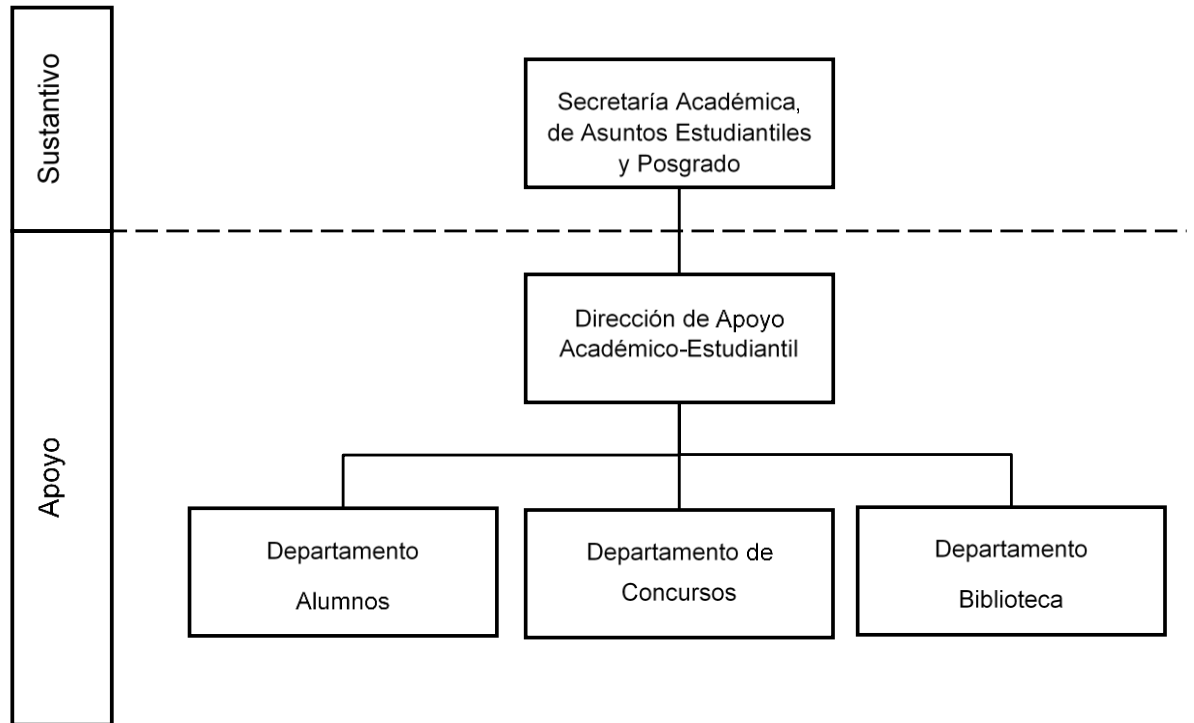 Sustantivo
Secretaría Académica,
de Asuntos Estudiantiles
y Posgrado
Apoyo
Dirección de Apoyo
Académico-Estudiantil
Departamento
Alumnos
Departamento de
Concursos
Departamento
Biblioteca